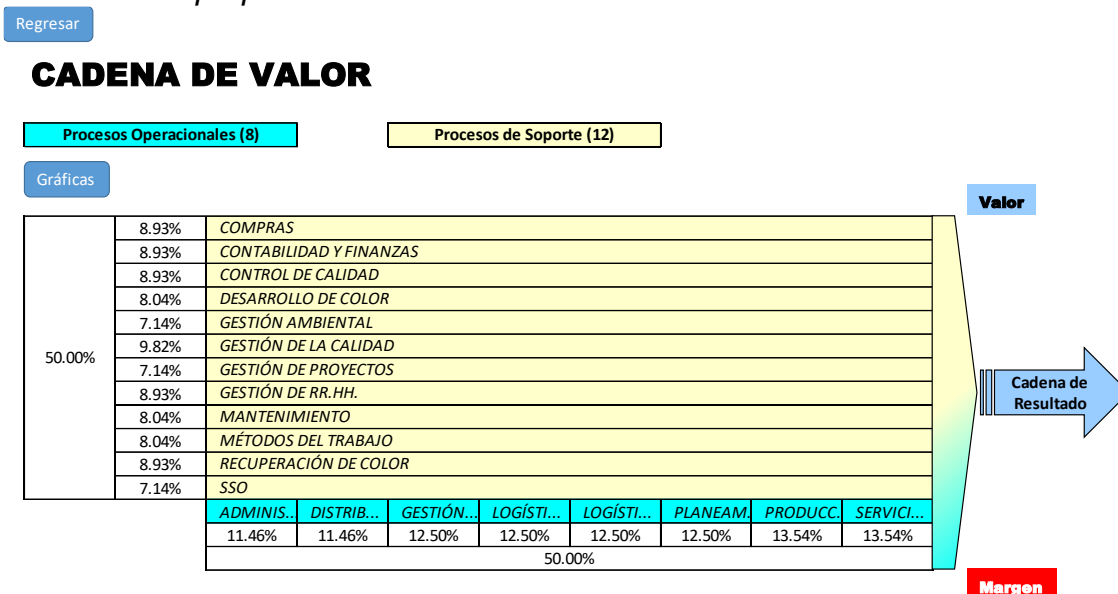 Regresar
CADENA DE VALOR
Procesos Operacionales (8) Procesos de Soporte (12)
Gráficas
Valor
8.93% COMPRAS
8.93% CONTABILIDAD Y FINANZAS
8.93% CONTROL DE CALIDAD
8.04% DESARROLLO DE COLOR
7.14% GESTIÓN AMBIENTAL
9.82% GESTIÓN DE LA CALIDAD
50.00%
7.14% GESTIÓN DE PROYECTOS
8.93% GESTIÓN DE RR.HH.
8.04% MANTENIMIENTO
8.04% MÉTODOS DEL TRABAJO
8.93% RECUPERACIÓN DE COLOR
7.14% SSO
Cadena de
Resultado
ADMINIS... DISTRIB... GESTIÓN... LOGÍSTI... LOGÍSTI... PLANEAM. PRODUCC. SERVICI...
11.46% 11.46% 12.50% 12.50% 12.50% 12.50% 13.54% 13.54%
50.00%
Margen